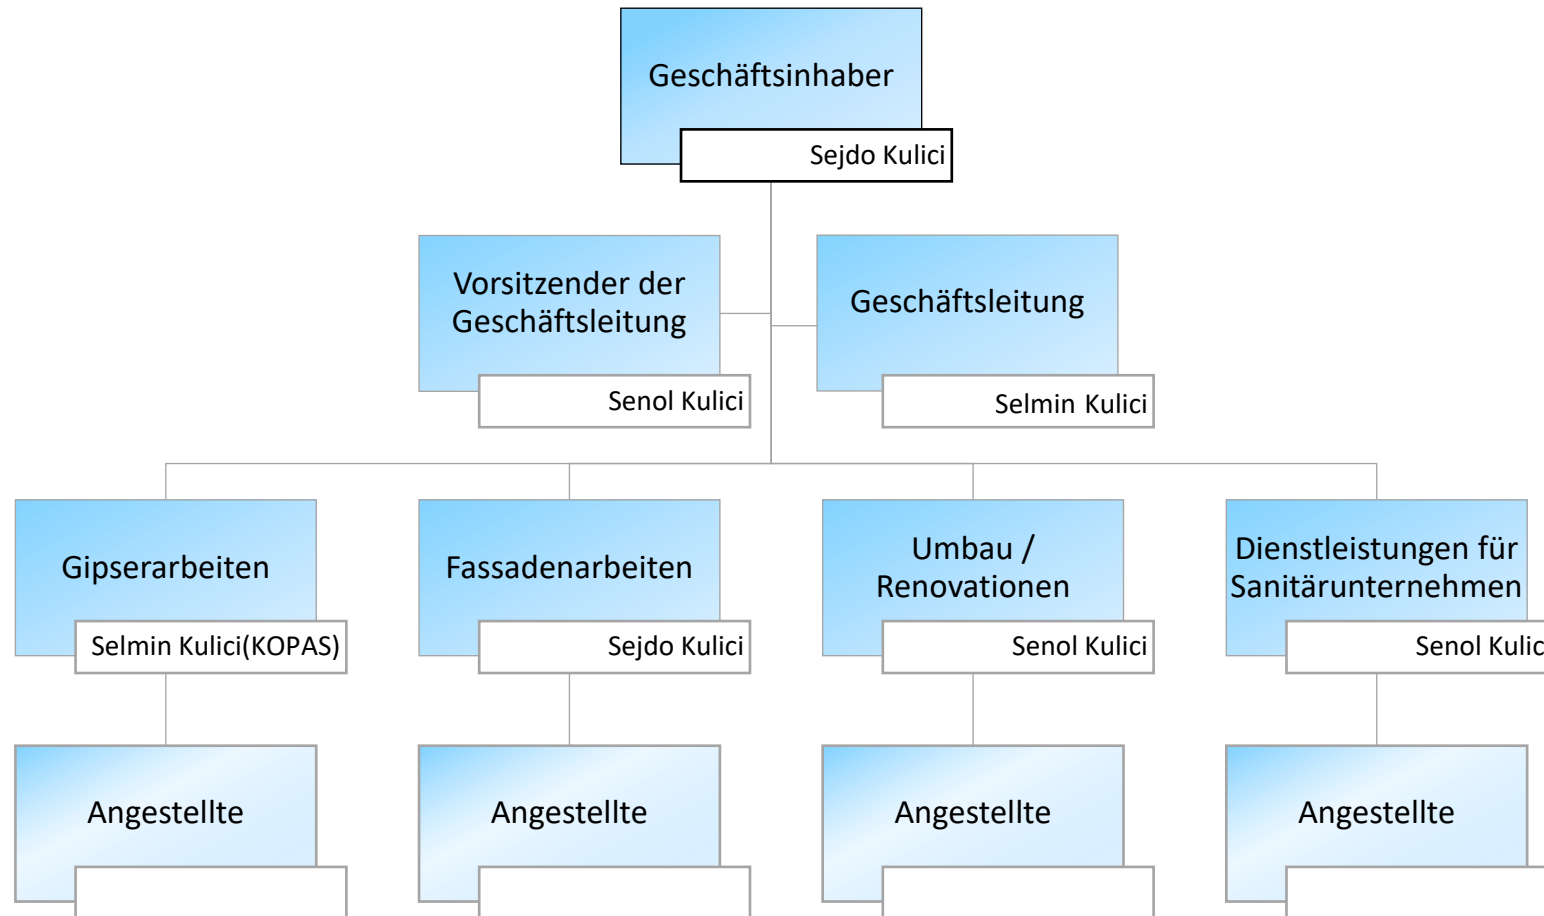 Geschäftsinhaber
Sejdo Kulici
Vorsitzender der
Geschäftsleitung
Senol Kulici
Geschäftsleitung
Selmin Kulici
Gipserarbeiten
Selmin Kulici(KOPAS)
Fassadenarbeiten
Sejdo Kulici
Umbau /
Renovationen
Senol Kulici
Dienstleistungen für
Sanitärunternehmen
Senol Kulic
Angestellte
Angestellte
Angestellte
Angestellte